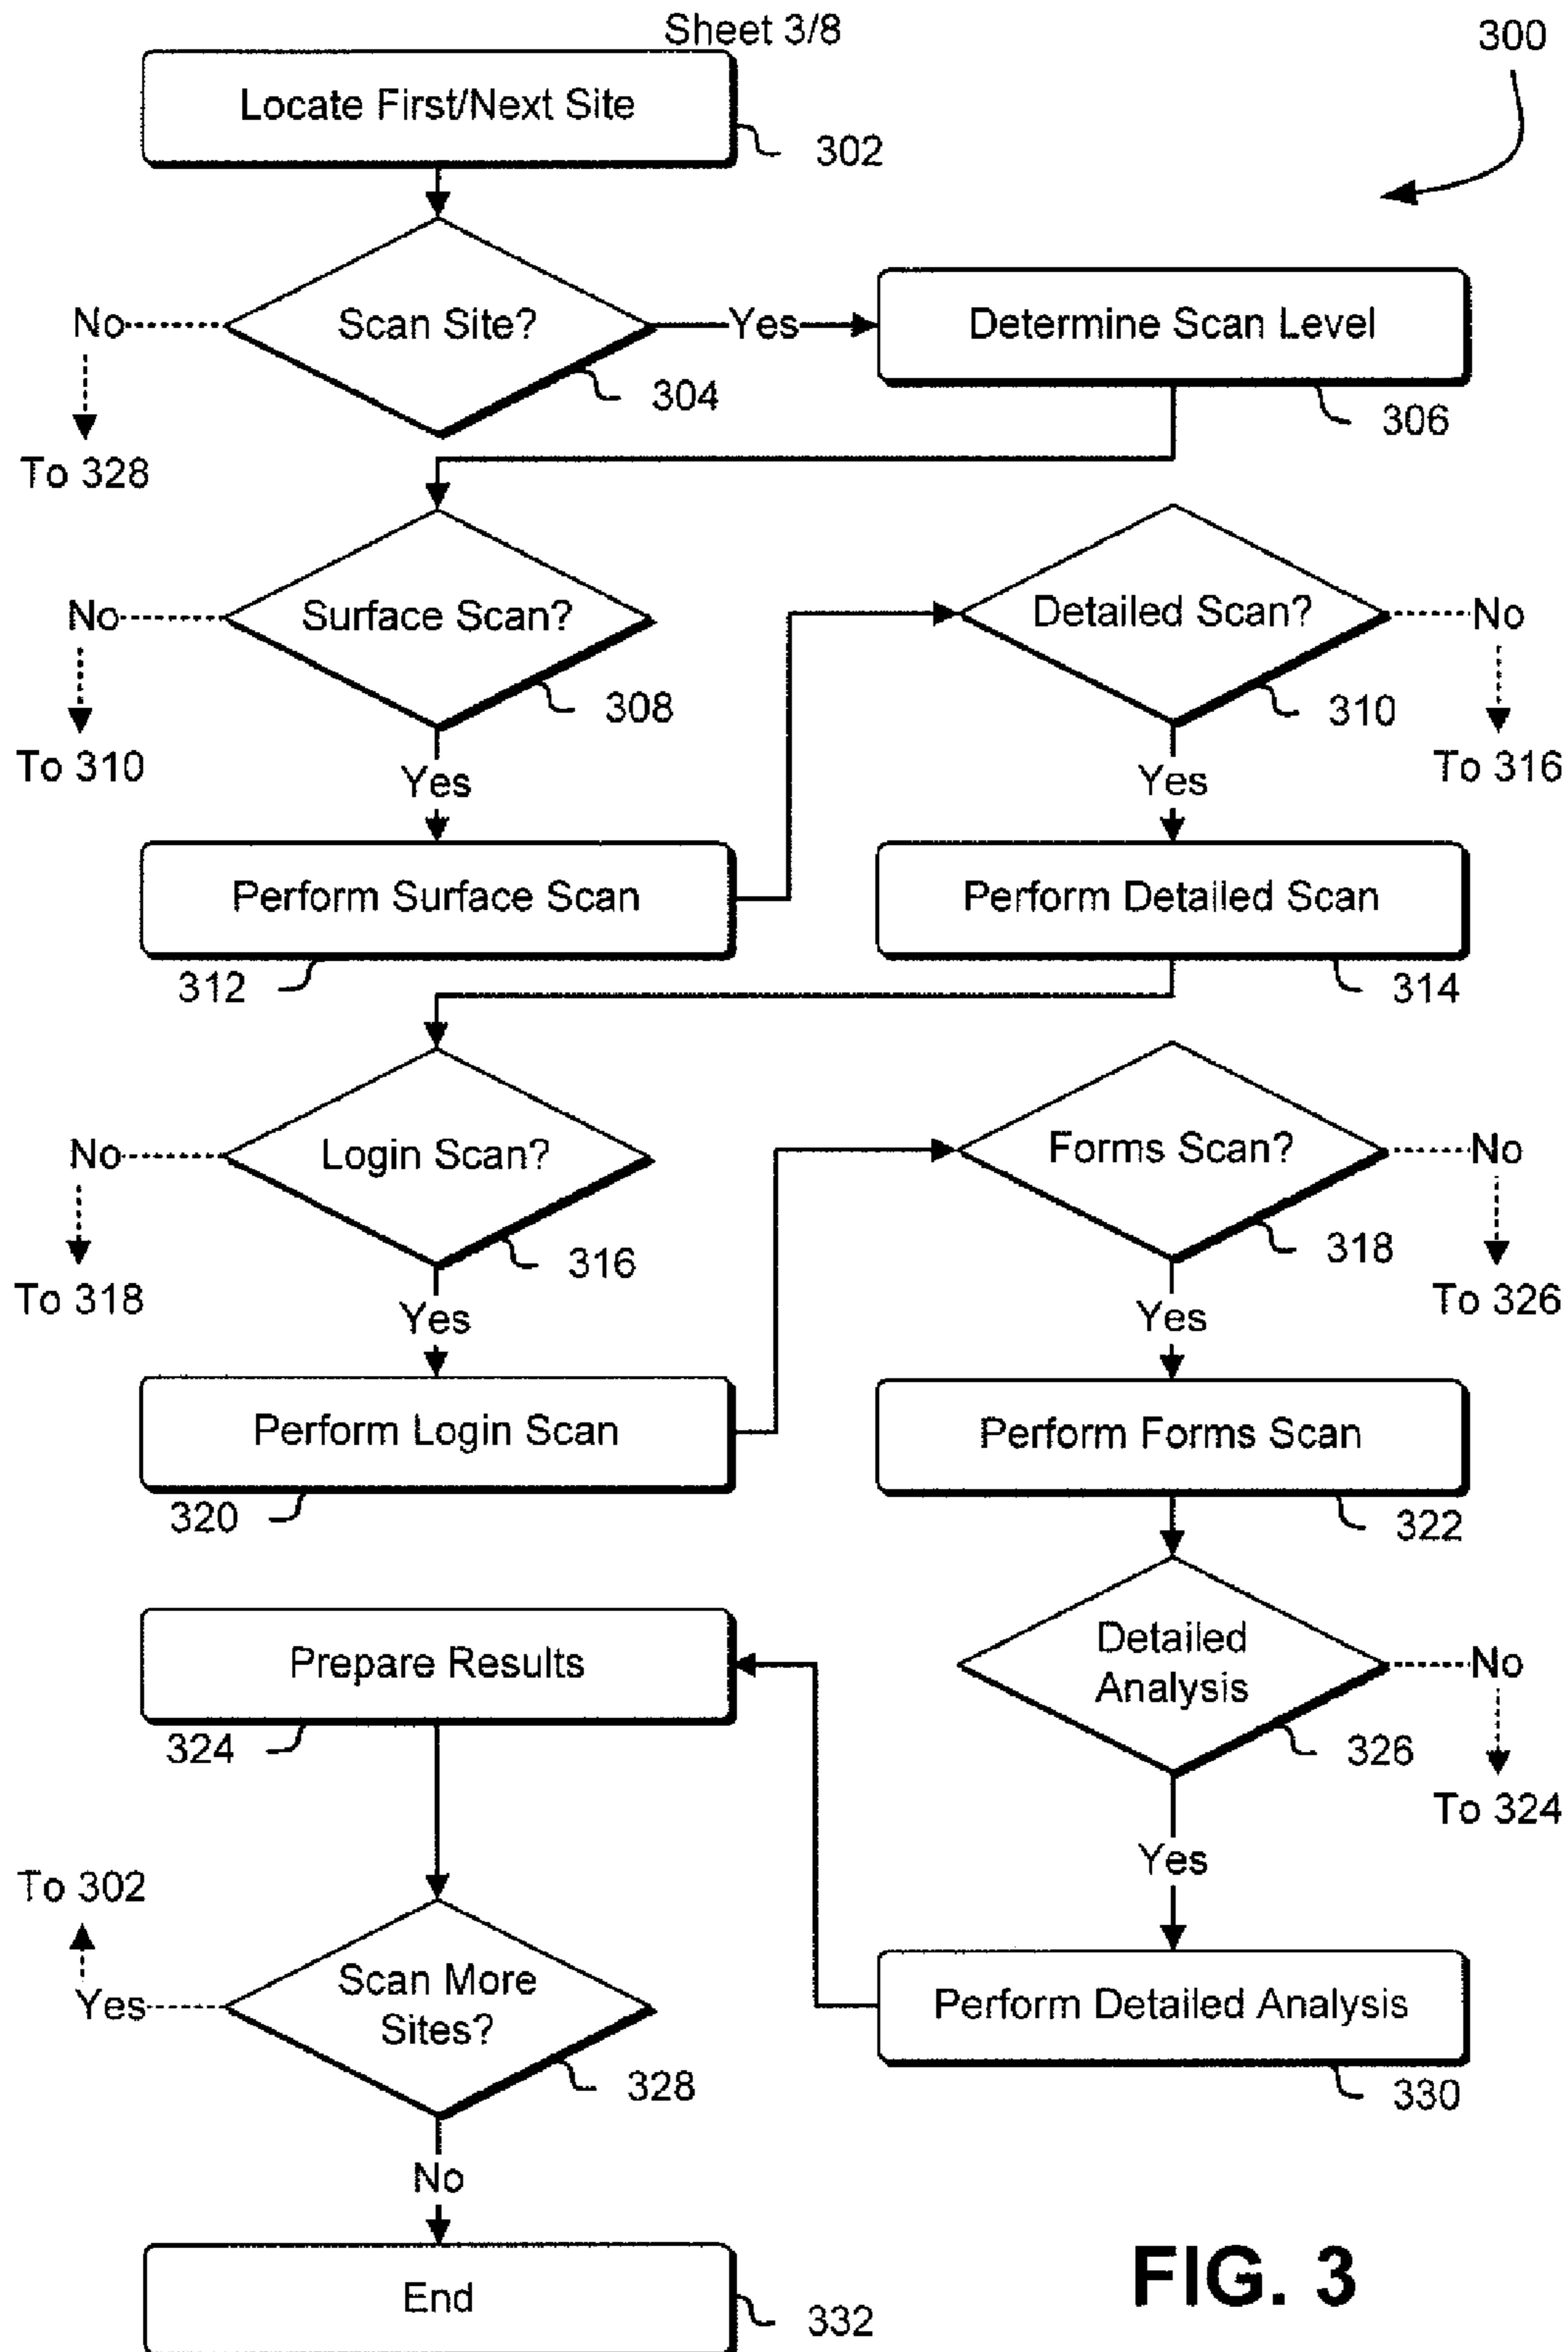 Sheet 3/8
300
Locate First/Next Site
302
Scan Site?
304
No
To 328
Yes
Determine Scan Level
306
Surface Scan?
308
No
To 310
Yes
Detailed Scan?
310
No
To 316
Yes
Perform Surface Scan
312
Perform Detailed Scan
314
Login Scan?
316
No
To 318
Yes
Forms Scan?
318
No
To 326
Yes
Perform Login Scan
320
Perform Forms Scan
322
Prepare Results
324
Detailed
Analysis
326
No
To 324
Yes
To 302
Yes
Scan More
Sites?
328
Perform Detailed Analysis
330
No
End
332
FIG. 3